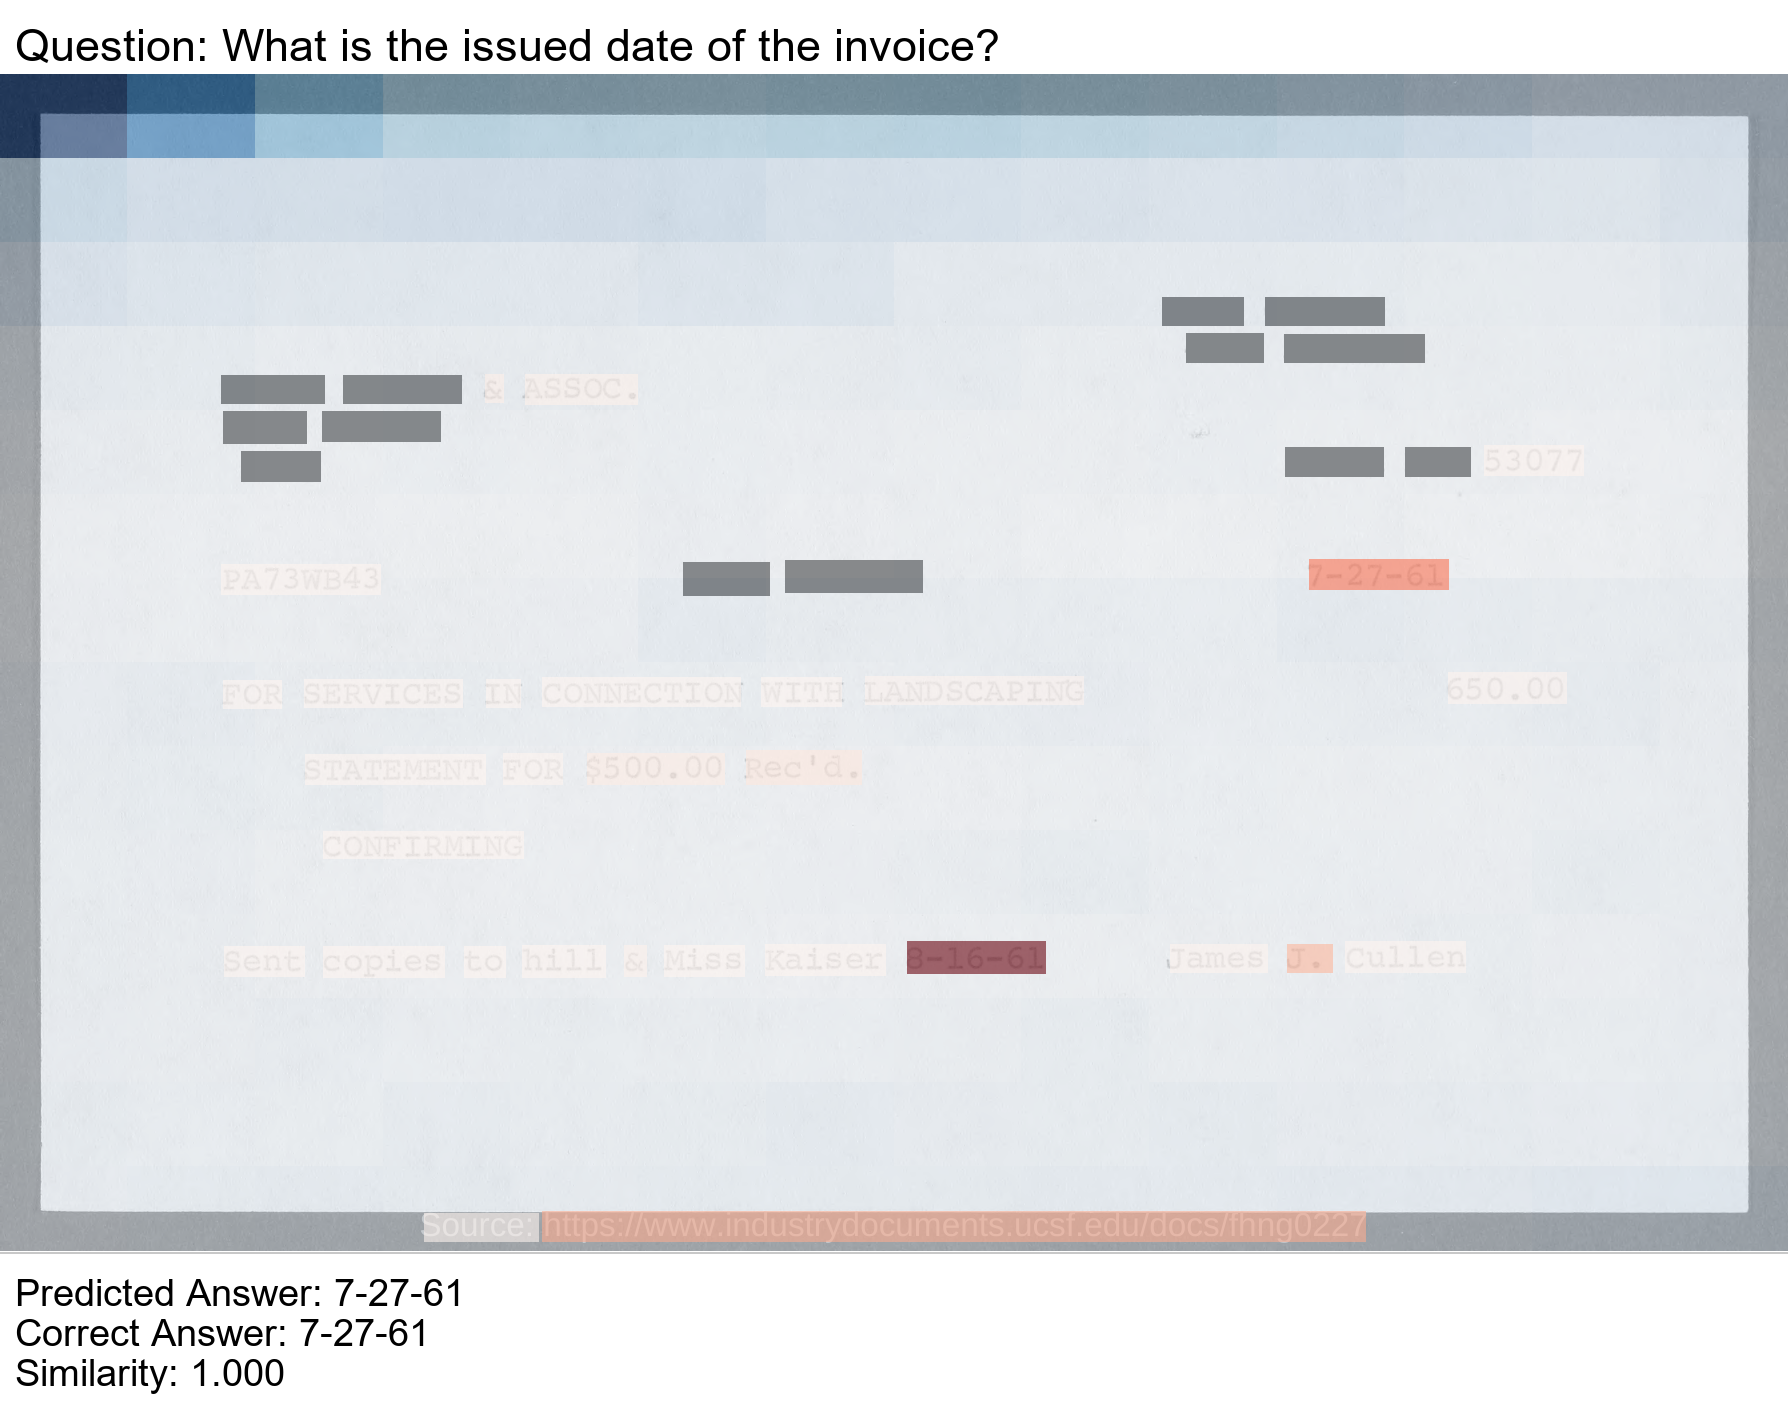 Question: What is the issued date of the invoice?
& ASSOC.
53077
PA73WB43
7-27-61
FOR SERVICES IN CONNECTION WITH LANDSCAPING 650.00
STATEMENT FOR $500.00 Rec'd.
CONFIRMING
Sent copies to hill & Miss Kaiser 8-16-61 James J. Cullen
Source: https://www.industrydocuments.ucsf.edu/docs/fhng0227
Predicted Answer: 7-27-61
Correct Answer: 7-27-61
Similarity: 1.000